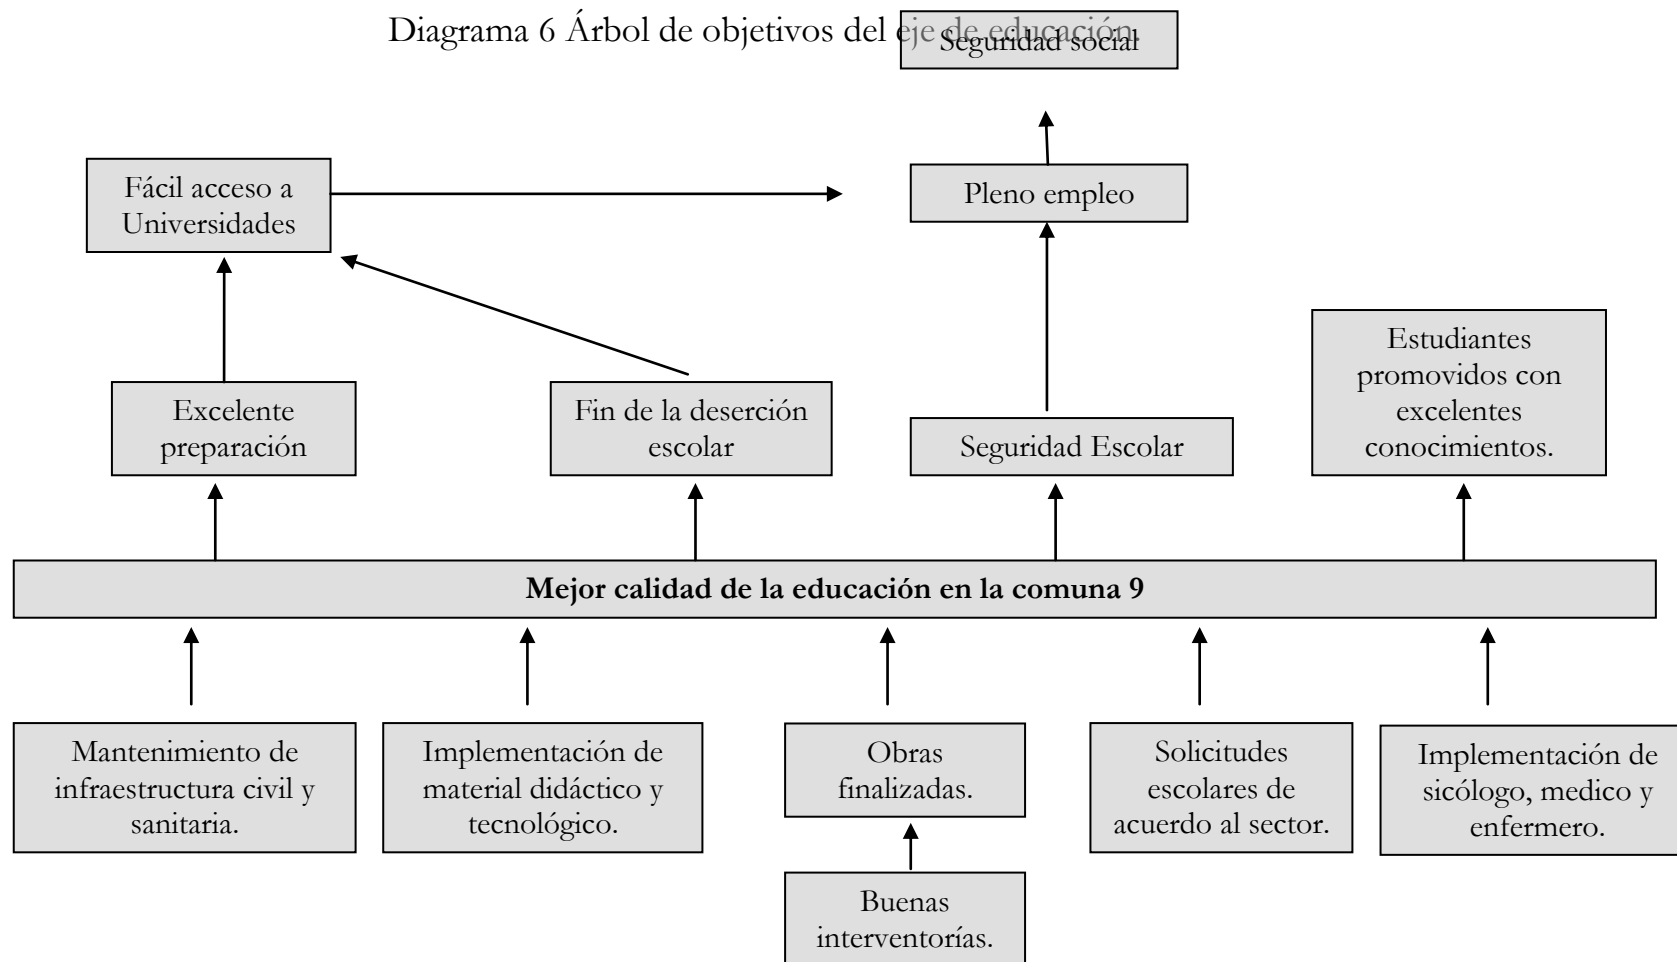 Diagrama 6 Árbol de objetivos del eje de educación.
Seguridad social
Fácil acceso a
Universidades
Pleno empleo
Excelente
preparación
Fin de la deserción
escolar
Seguridad Escolar
Estudiantes
promovidos con
excelentes
conocimientos.
Mejor calidad de la educación en la comuna 9
Mantenimiento de
infraestructura civil y
sanitaria.
Implementación de
material didáctico y
tecnológico.
Obras
finalizadas.
Solicitudes
escolares de
acuerdo al sector.
Implementación de
sicólogo, medico y
enfermero.
Buenas
interventorías.